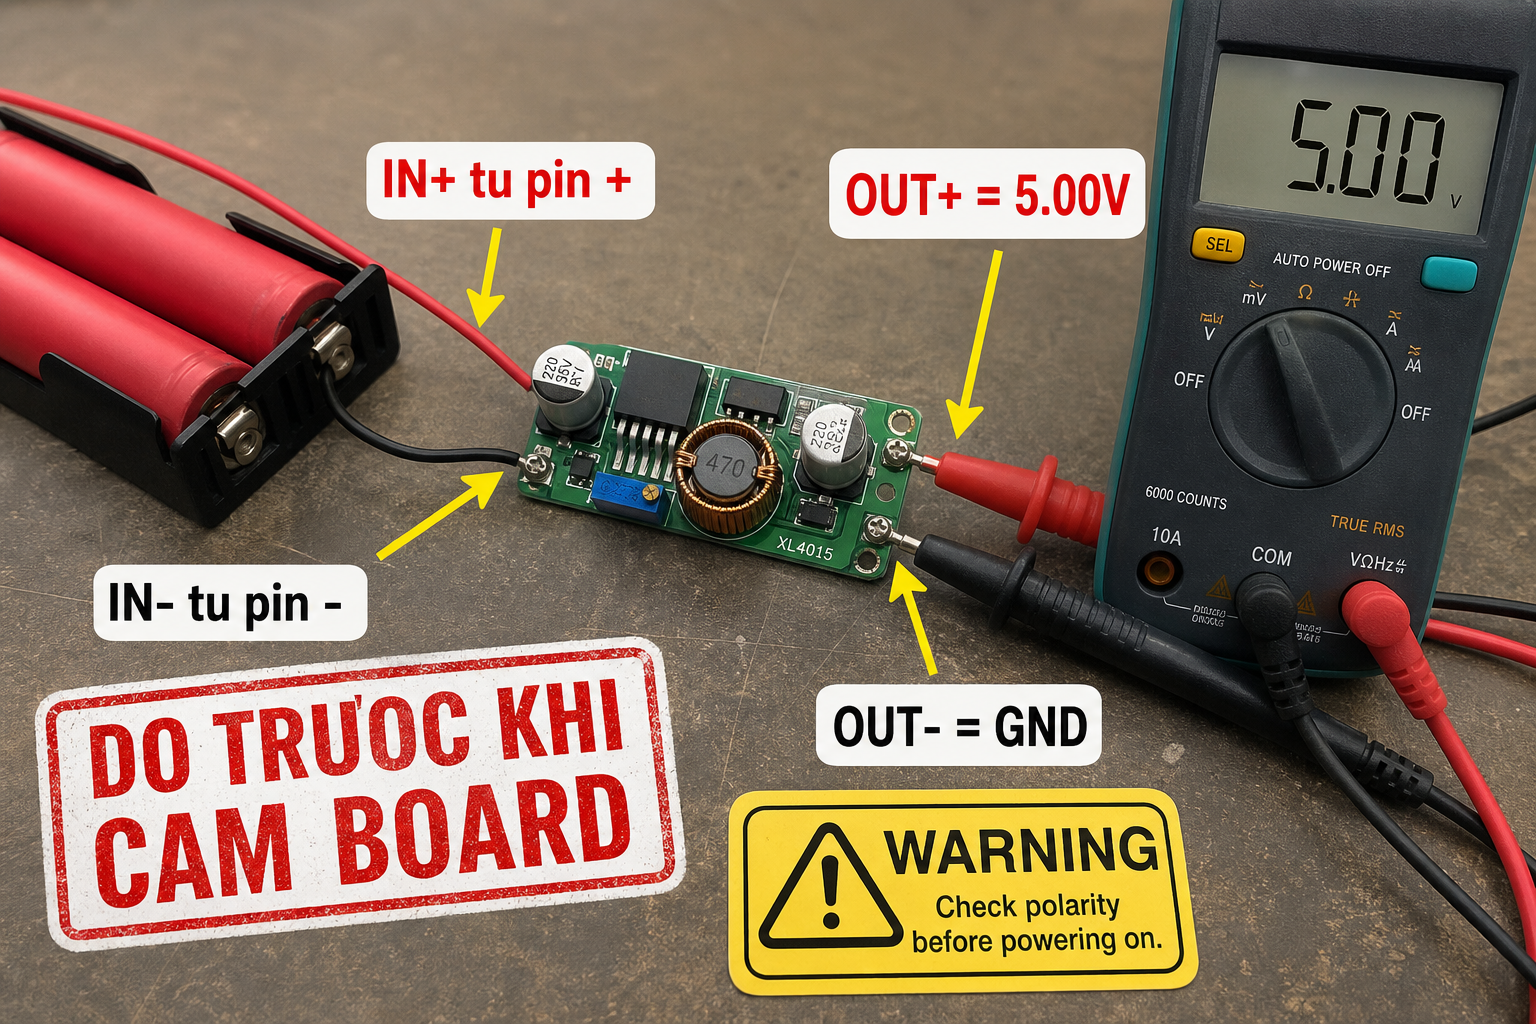 5.00 V
IN+ tu pin +
OUT+ = 5.00V
SEL
AUTO POWER OFF
mV
Ω
A
V
AA
OFF
OFF
220
470
220
XL4015
6000 COUNTS
TRUE RMS
10A
COM
VΩHz
IN- tu pin -
OUT- = GND
DO TRƯOC KHI
CAM BOARD
WARNING
Check polarity
before powering on.